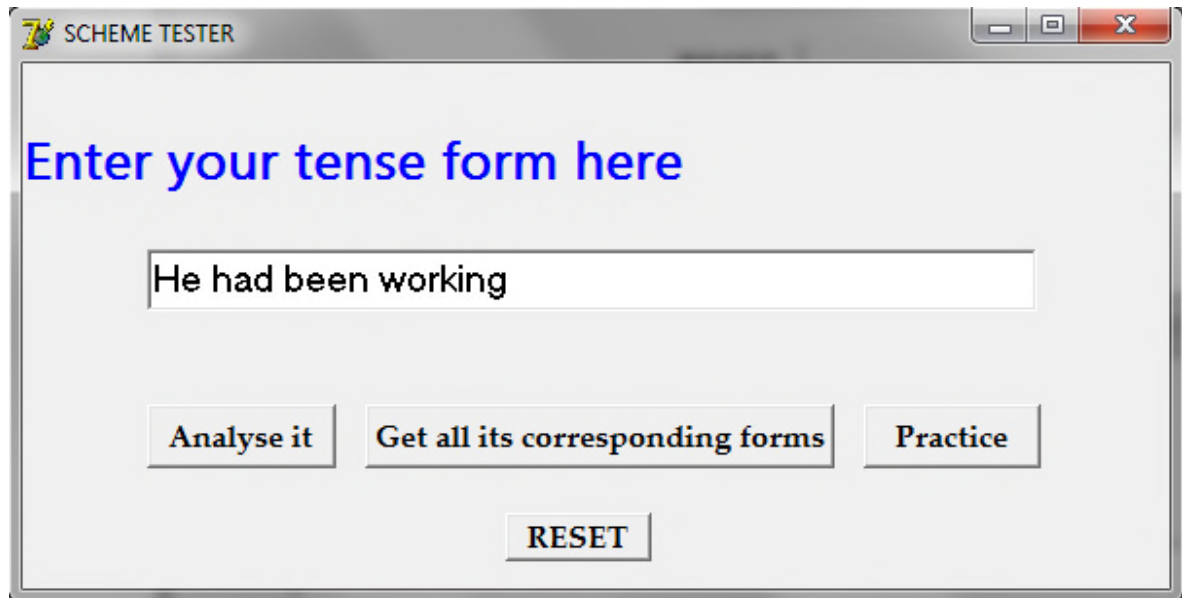 SCHEME TESTER
Enter your tense form here
He had been working
Analyse it Get all its corresponding forms Practice
RESET